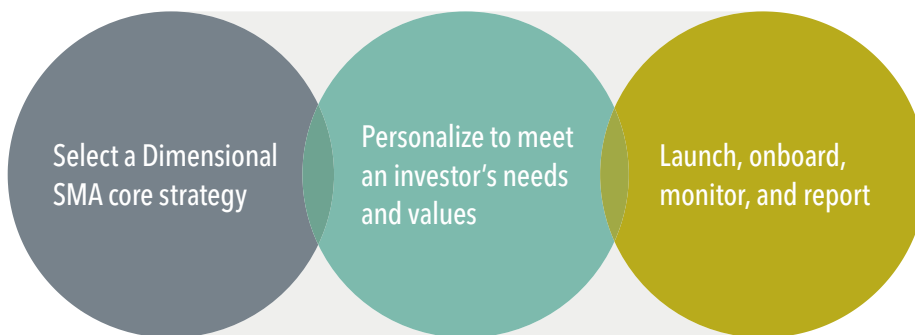 Select a Dimensional
SMA core strategy
Personalize to meet
an investor’s needs
and values
Launch, onboard,
monitor, and report